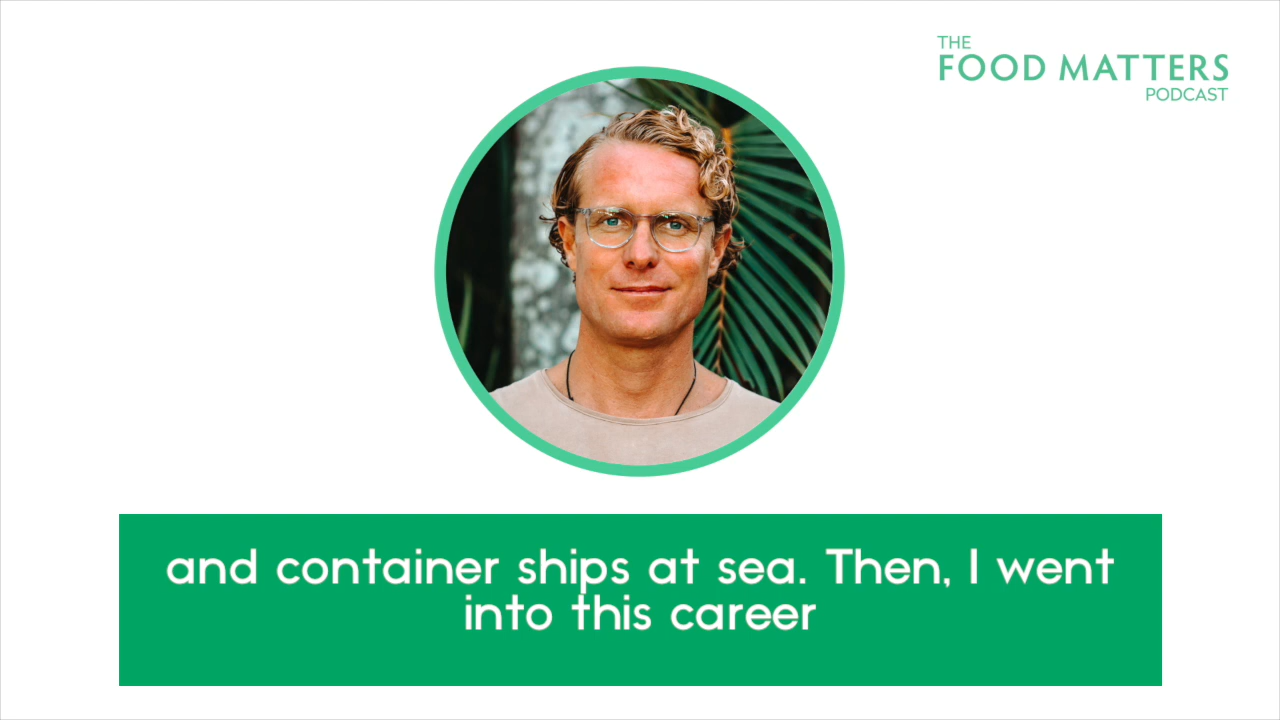 THE
FOOD MATTERS
PODCAST
and container ships at sea. Then, I went
into this career